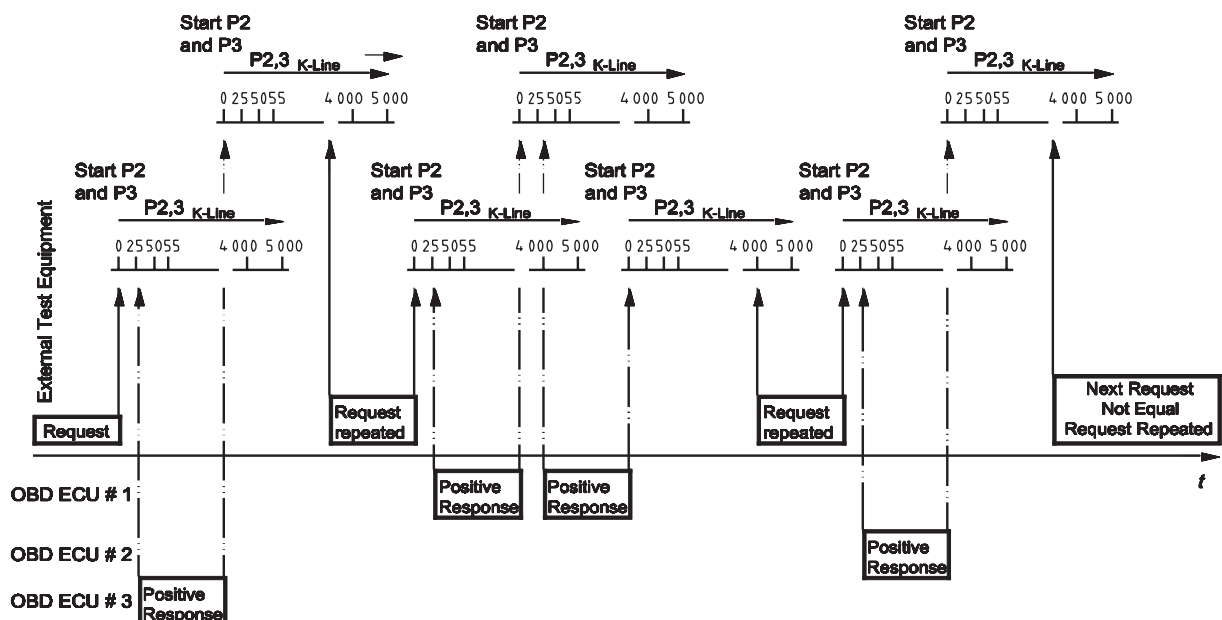 Start P2
and P3
P2,3 K-Line
0 25 50 55 4 000 5 000
Start P2
and P3
P2,3 K-Line
0 25 50 55 4 000 5 000
Start P2
and P3
P2,3 K-Line
0 25 50 55 4 000 5 000
Start P2
and P3
P2,3 K-Line
0 25 50 55 4 000 5 000
Start P2
and P3
P2,3 K-Line
0 25 50 55 4 000 5 000
Start P2
and P3
P2,3 K-Line
0 25 50 55 4 000 5 000
Start P2
and P3
P2,3 K-Line
0 25 50 55 4 000 5 000
External Test Equipment
Request
Request
repeated
Request
repeated
Next Request
Not Equal
Request Repeated
t
OBD ECU # 1
Positive
Response
Positive
Response
OBD ECU # 2
Positive
Response
OBD ECU # 3
Positive
Response